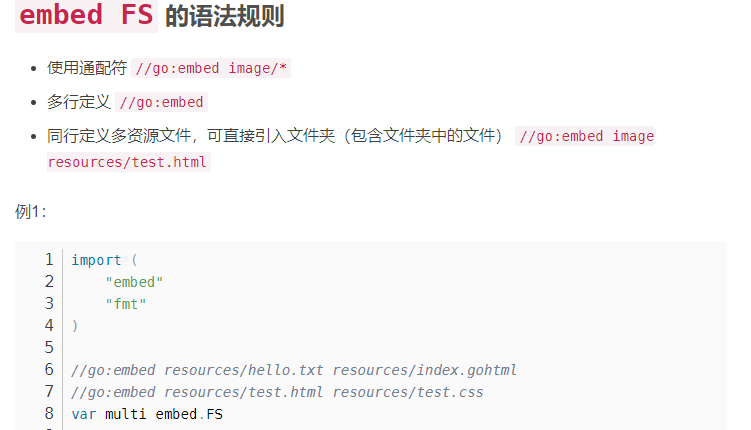 embed FS 的语法规则
使用通配符 //go:embed image/*
多行定义 //go:embed
同行定义多资源文件，可直接引入文件夹（包含文件夹中的文件） //go:embed image
resources/test.html
例1：
1 import (
2 "embed"
3 "fmt"
4 )
5
6 //go:embed resources/hello.txt resources/index.gohtml
7 //go:embed resources/test.html resources/test.css
8 var multi embed.FS